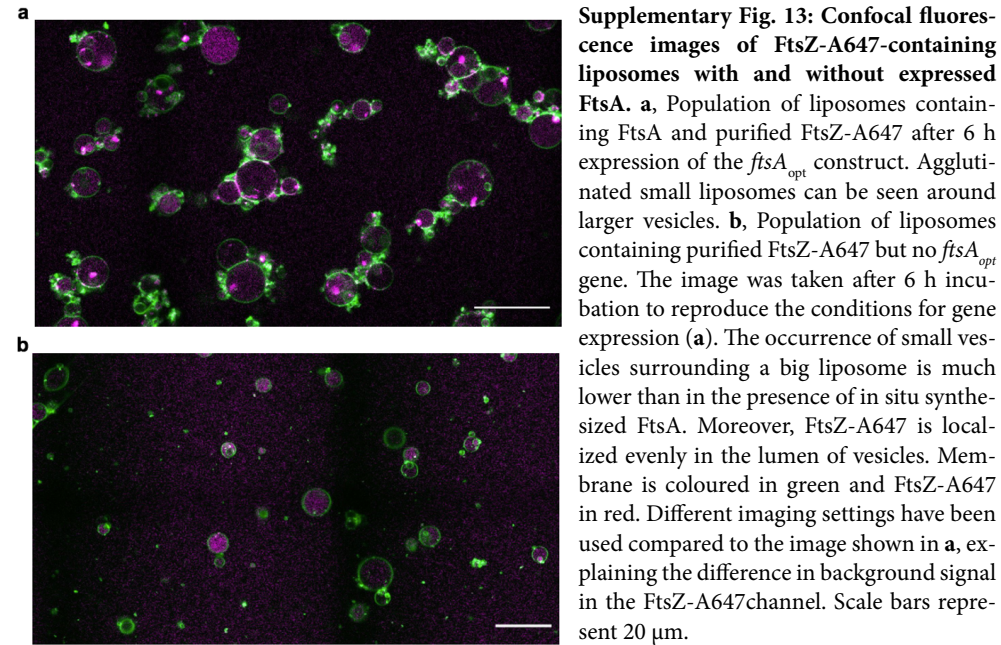 a
b
Supplementary Fig. 13: Confocal fluores-
cence images of FtsZ-A647-containing
liposomes with and without expressed
FtsA. a, Population of liposomes contain-
ing FtsA and purified FtsZ-A647 after 6 h
expression of the ftsAopt construct. Aggluti-
nated small liposomes can be seen around
larger vesicles. b, Population of liposomes
containing purified FtsZ-A647 but no ftsAopt
gene. The image was taken after 6 h incu-
bation to reproduce the conditions for gene
expression (a). The occurrence of small ves-
icles surrounding a big liposome is much
lower than in the presence of in situ synthe-
sized FtsA. Moreover, FtsZ-A647 is local-
ized evenly in the lumen of vesicles. Mem-
brane is coloured in green and FtsZ-A647
in red. Different imaging settings have been
used compared to the image shown in a, ex-
plaining the difference in background signal
in the FtsZ-A647channel. Scale bars repre-
sent 20 μm.